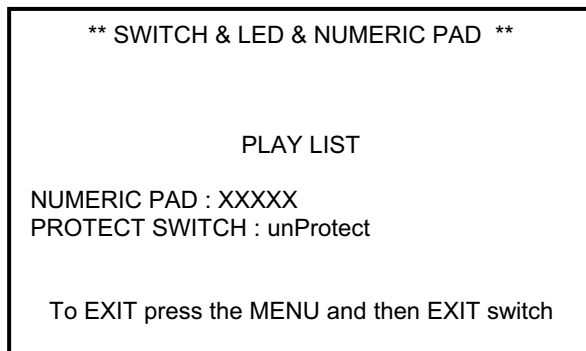 ** SWITCH & LED & NUMERIC PAD **
PLAY LIST
NUMERIC PAD : XXXXX
PROTECT SWITCH : unProtect
To EXIT press the MENU and then EXIT switch